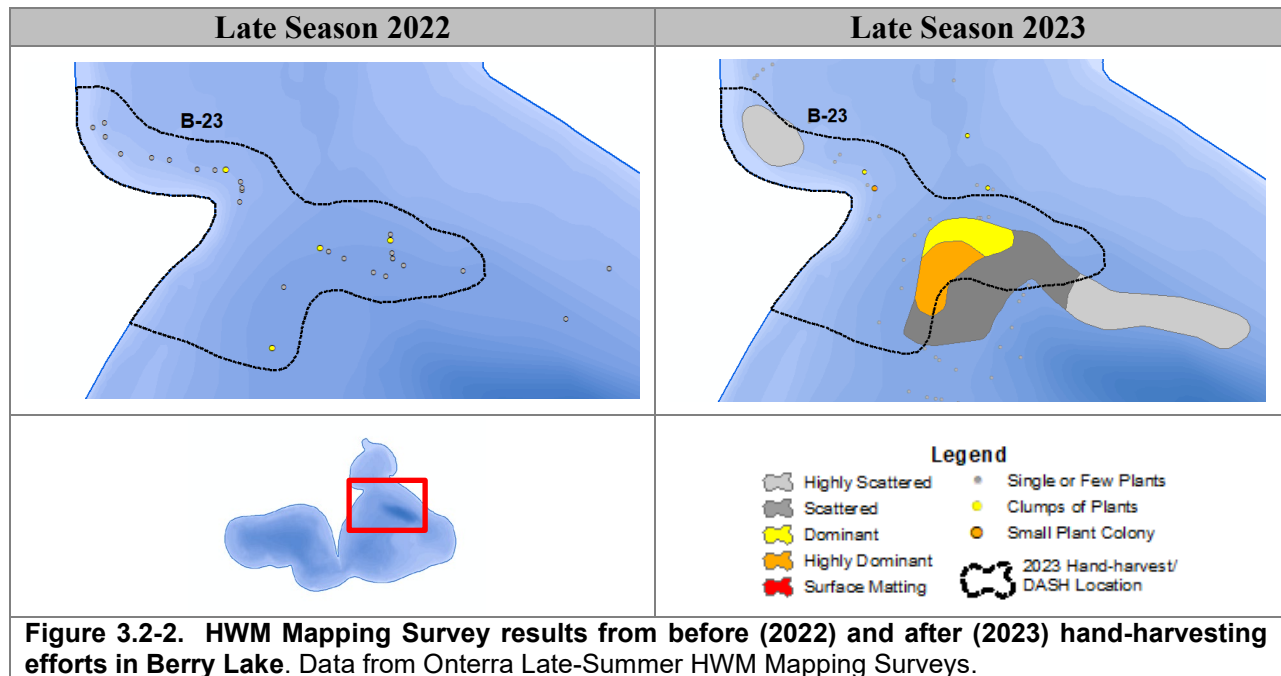 Late Season 2022
Late Season 2023
B-23
B-23
Legend
Highly Scattered
Scattered
Dominant
Highly Dominant
Surface Matting
Single or Few Plants
Clumps of Plants
Small Plant Colony
2023 Hand-harvest/
DASH Location
Figure 3.2-2. HWM Mapping Survey results from before (2022) and after (2023) hand-harvesting
efforts in Berry Lake. Data from Onterra Late-Summer HWM Mapping Surveys.